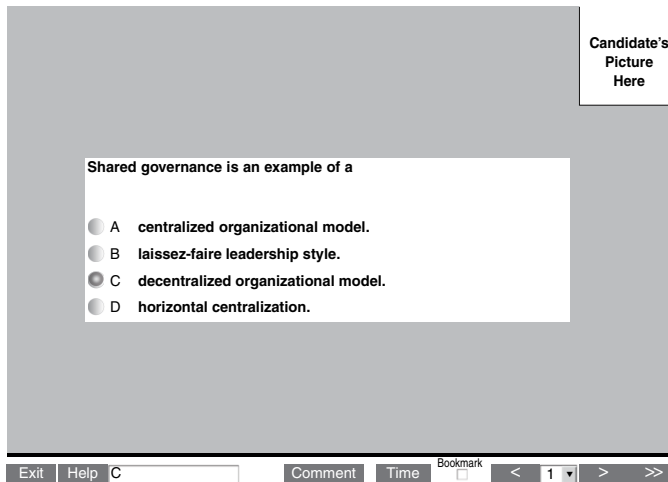 Candidate's
Picture
Here
Shared governance is an example of a
A centralized organizational model.
B laissez-faire leadership style.
C decentralized organizational model.
D horizontal centralization.
Exit Help C Comment Time Bookmark < 1 > >>